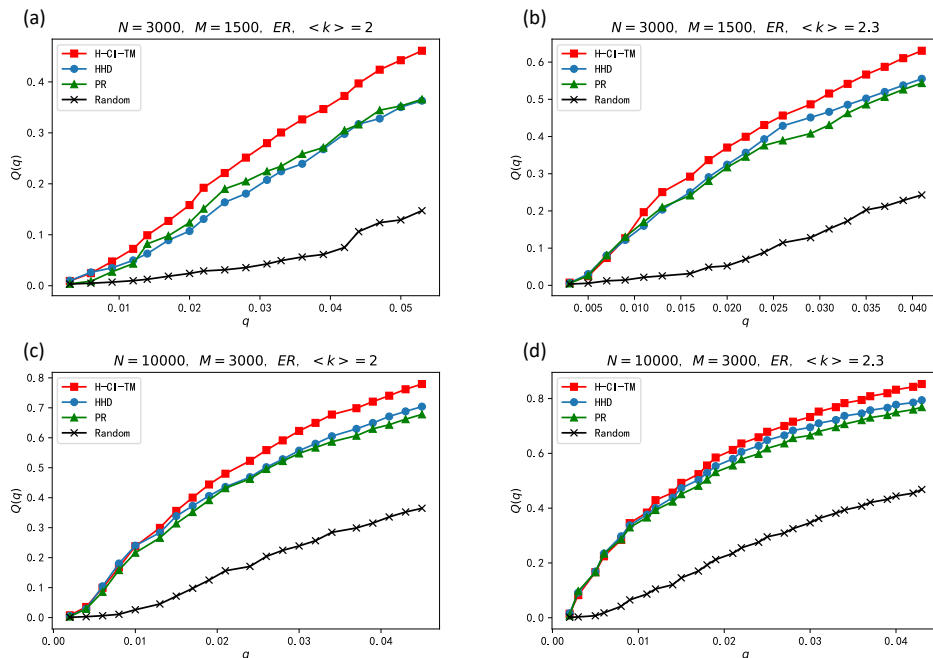 (a)
N = 3000, M = 1500, ER, <k> = 2
H-CI-TM
HHD
PR
Random
0.4
0.3
0.2
0.1
0.0
Q(q)
0.01 0.02 0.03 0.04 0.05
q
(b)
N = 3000, M = 1500, ER, <k> = 2.3
H-CI-TM
HHD
PR
Random
0.6
0.5
0.4
0.3
0.2
0.1
0.0
Q(q)
0.005 0.010 0.015 0.020 0.025 0.030 0.035 0.040
q
(c)
N = 10000, M = 3000, ER, <k> = 2
H-CI-TM
HHD
PR
Random
0.8
0.7
0.6
0.5
0.4
0.3
0.2
0.1
0.0
Q(q)
0.00 0.01 0.02 0.03 0.04
q
(d)
N = 10000, M = 3000, ER, <k> = 2.3
H-CI-TM
HHD
PR
Random
0.8
0.6
0.4
0.2
0.0
Q(q)
0.00 0.01 0.02 0.03 0.04
q